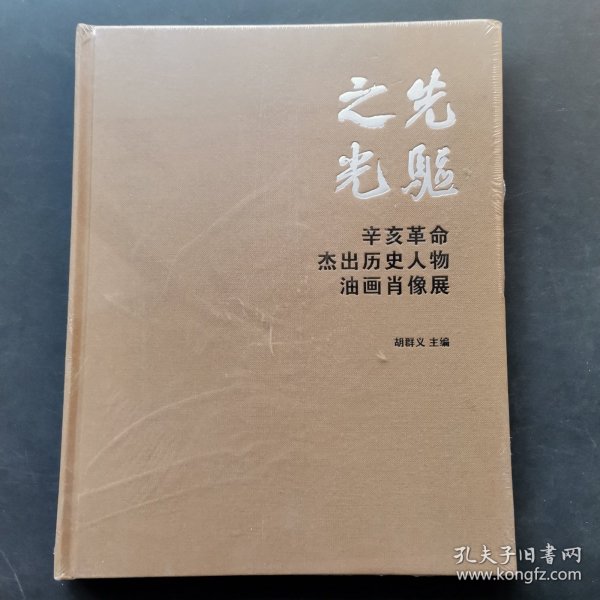 先驱
之光
辛亥革命
杰出历史人物
油画肖像展
胡群义 主编
孔夫子旧书网
www.kongfz.com